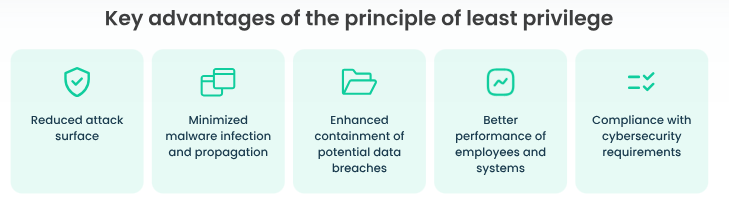 Key advantages of the principle of least privilege
Reduced attack
surface
Minimized
malware infection
and propagation
Enhanced
containment of
potential data
breaches
Better
performance of
employees and
systems
Compliance with
cybersecurity
requirements